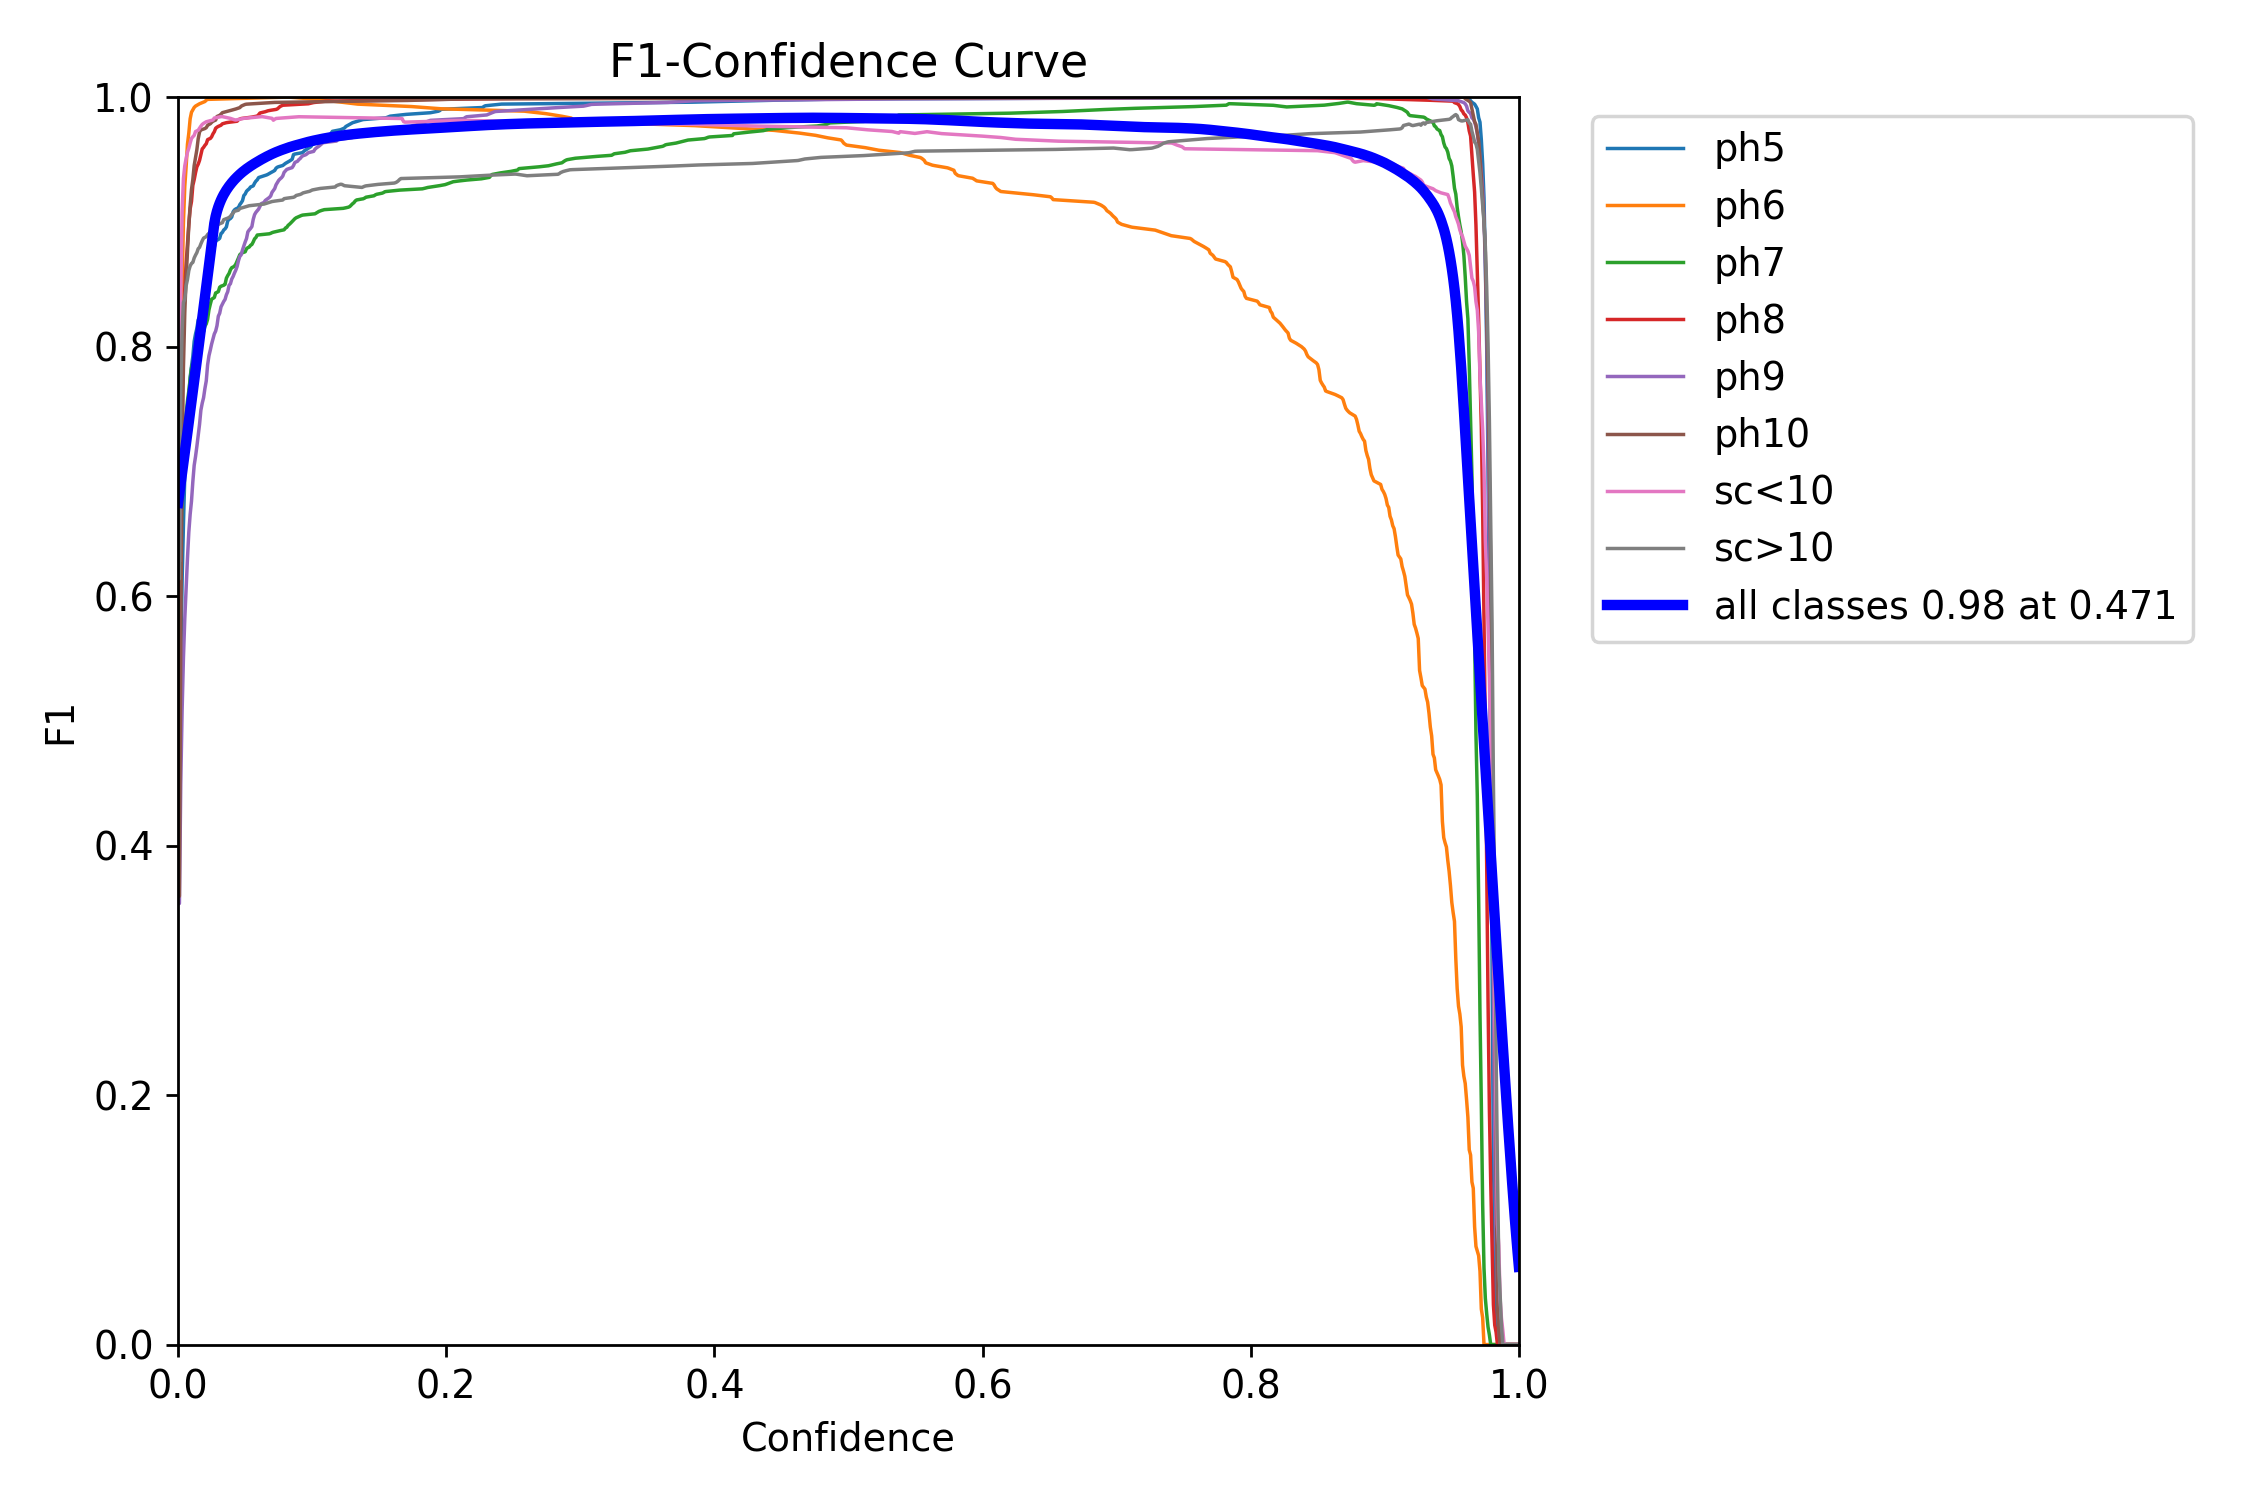 F1-Confidence Curve
1.0
0.8
0.6
0.4
0.2
0.0
F1
0.0 0.2 0.4 0.6 0.8 1.0
Confidence
ph5
ph6
ph7
ph8
ph9
ph10
sc<10
sc>10
all classes 0.98 at 0.471